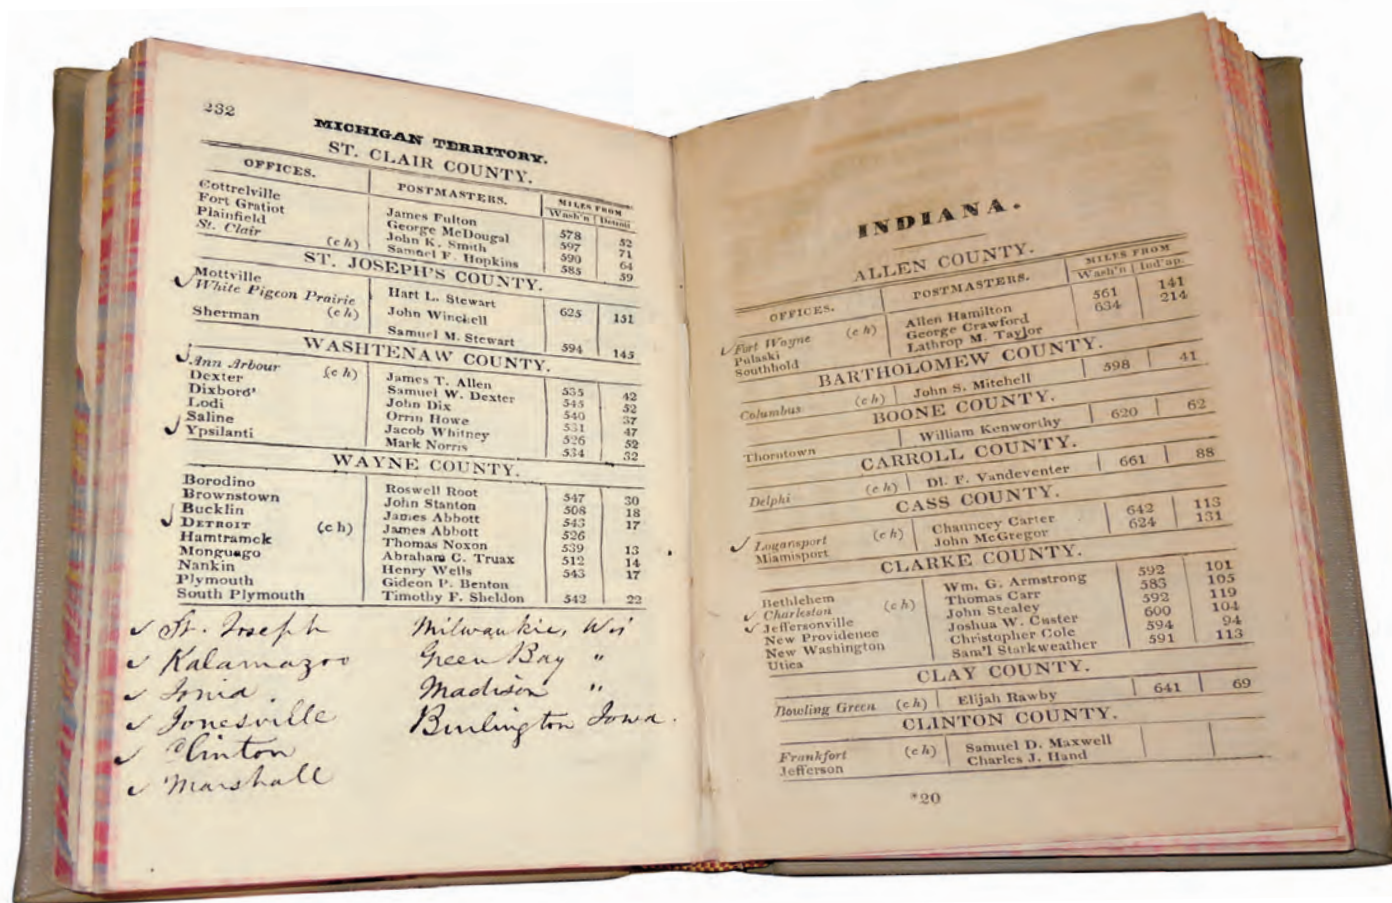 232
MICHIGAN TERRITORY.
ST. CLAIR COUNTY.
OFFICES. POSTMASTERS. MILES FROM
Wash'n Detroit
Cottrelville James Fulton 578 52
Fort Gratiot George McDougal 597 71
Plainfield John K. Smith 590 64
St. Clair (c h) Samuel F. Hopkins 585 59
ST. JOSEPH'S COUNTY.
Mottville Hart L. Stewart
White Pigeon Prairie (c h) John Winchell 625 151
Sherman Samuel M. Stewart 594 145
WASHTENAW COUNTY.
Ann Arbour (c h) James T. Allen 535 42
Dexter Samuel W. Dexter 545 52
Dixboro' John Dix 540 37
Lodi Orrin Howe 531 47
Saline Jacob Whitney 526 52
Ypsilanti Mark Norris 534 32
WAYNE COUNTY.
Borodino Roswell Root 547 30
Brownstown John Stanton 508 18
Bucklin James Abbott 543 17
DETROIT (c h) James Abbott 526
Hamtramck Thomas Noxon 539 13
Monguago Abraham C. Truax 512 14
Nankin Henry Wells 543 17
Plymouth Gideon P. Benton
South Plymouth Timothy F. Sheldon 542 22
✓ St. Joseph Milwaukie, Wis
✓ Kalamazoo Green Bay "
✓ Ionia. Madison "
✓ Jonesville Burlington Iowa.
✓ Clinton
✓ Marshall
INDIANA.
ALLEN COUNTY.
OFFICES. POSTMASTERS. MILES FROM
Wash'n Ind'ap.
Fort Wayne (c h) Allen Hamilton 561 141
Pulaski George Crawford 634 214
Southhold Lathrop M. Taylor
BARTHOLOMEW COUNTY.
Columbus (c h) John S. Mitchell 598 41
BOONE COUNTY.
Thorntown William Kenworthy 620 62
CARROLL COUNTY.
Delphi (c h) Dl. F. Vandeventer 661 88
CASS COUNTY.
Logansport (c h) Chauncey Carter 642 113
Miamisport John McGregor 624 131
CLARKE COUNTY.
Bethlehem Wm. G. Armstrong 592 101
Charleston (c h) Thomas Carr 583 105
Jeffersonville John Stealey 592 119
New Providence Joshua W. Custer 600 104
New Washington Christopher Cole 594 94
Utica Sam'l Starkweather 591 113
CLAY COUNTY.
Bowling Green (c h) Elijah Rawby 641 69
CLINTON COUNTY.
Frankfort (c h) Samuel D. Maxwell
Jefferson Charles J. Hand
*20